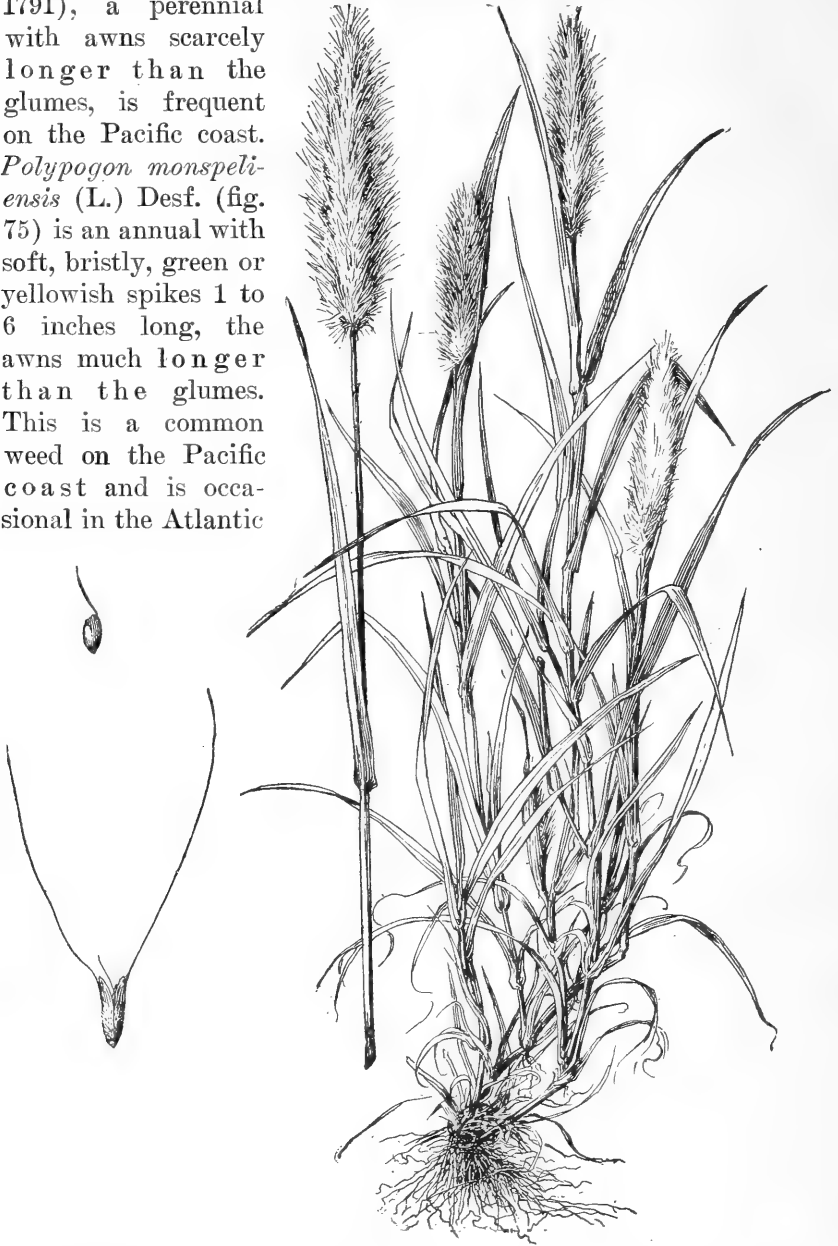 1791), a perennial
with awns scarcely
longer than the
glumes, is frequent
on the Pacific coast.
Polypogon monspeli-
ensis (L.) Desf. (fig.
75) is an annual with
soft, bristly, green or
yellowish spikes 1 to
6 inches long, the
awns much longer
than the glumes.
This is a common
weed on the Pacific
coast and is occa-
sional in the Atlantic